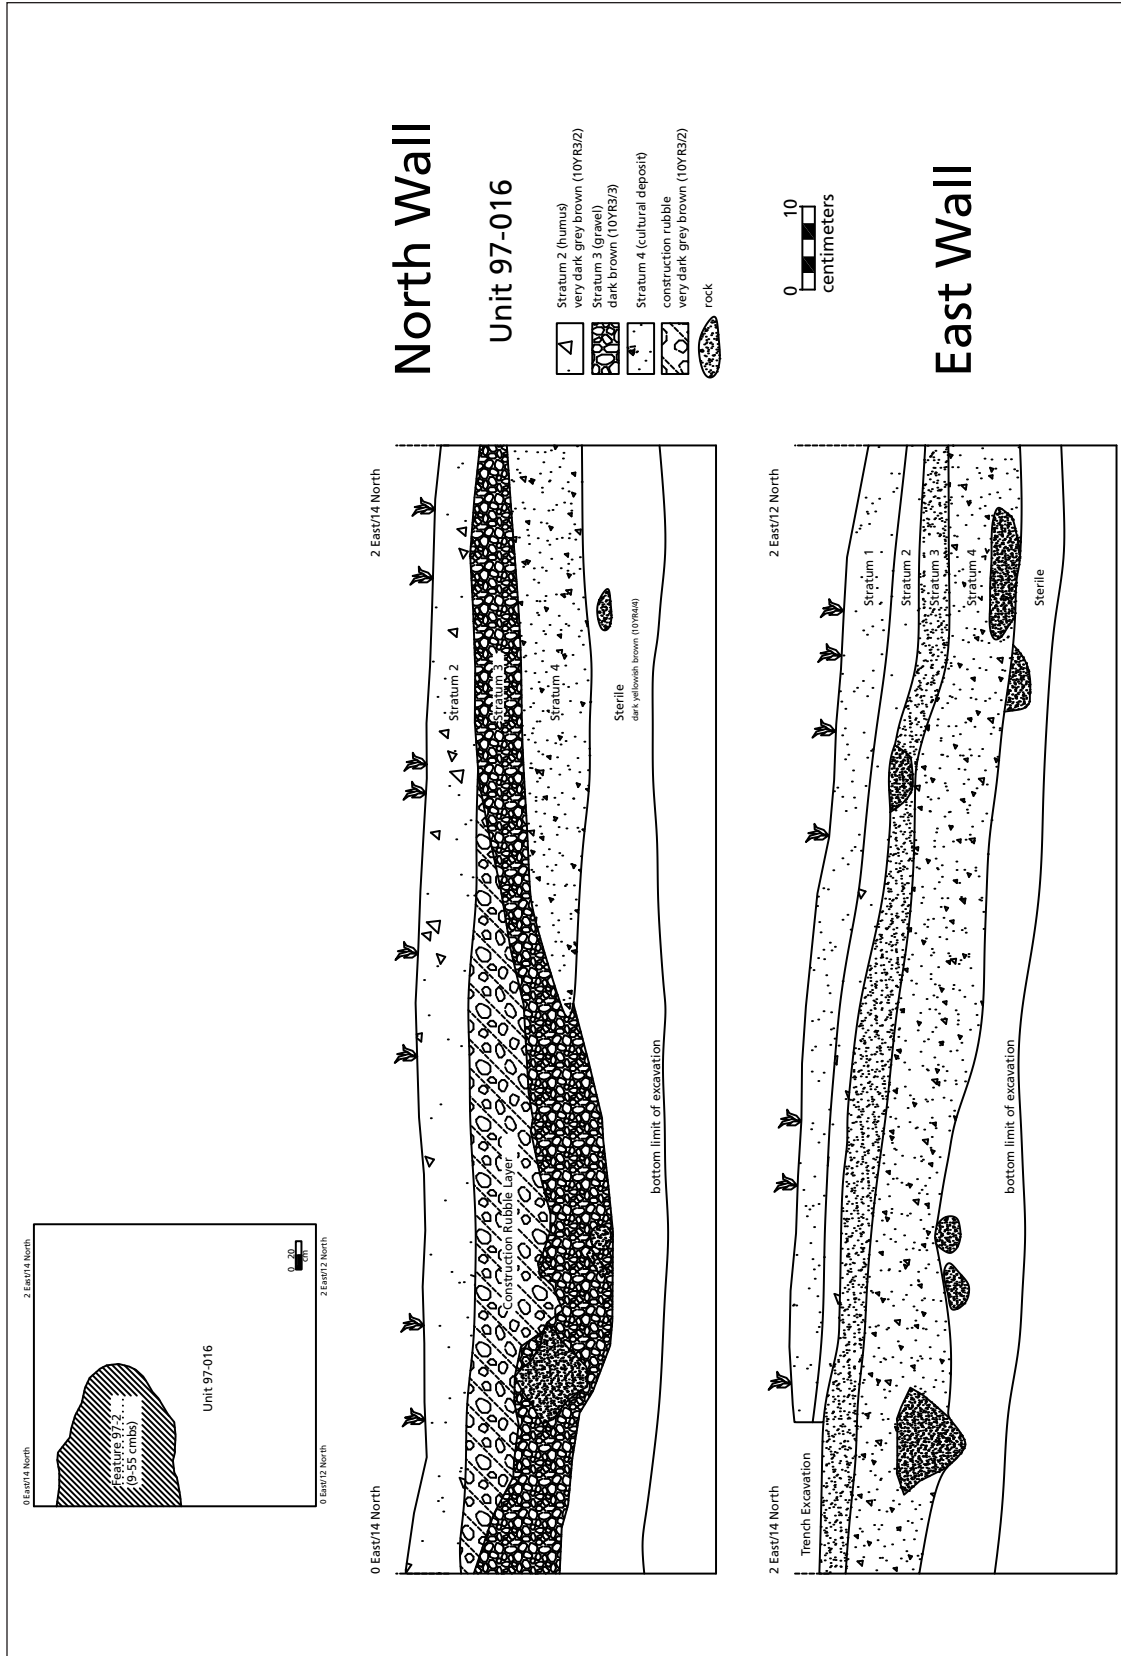 0 East/14 North
2 East/14 North
Feature 97-2
(9-55 cmbs)
Unit 97-016
0 20
cm
0 East/12 North
2 East/12 North
North Wall
Unit 97-016
0 East/14 North
2 East/14 North
Stratum 2
Stratum 3
Stratum 4
Construction Rubble Layer
Sterile
dark yellowish brown (10YR4/4)
bottom limit of excavation
Stratum 2 (humus)
very dark grey brown (10YR3/2)
Stratum 3 (gravel)
dark brown (10YR3/3)
Stratum 4 (cultural deposit)
construction rubble
very dark grey brown (10YR3/2)
rock
0 10
centimeters
East Wall
2 East/14 North
2 East/12 North
Trench Excavation
Stratum 1
Stratum 2
Stratum 3
Stratum 4
Sterile
bottom limit of excavation